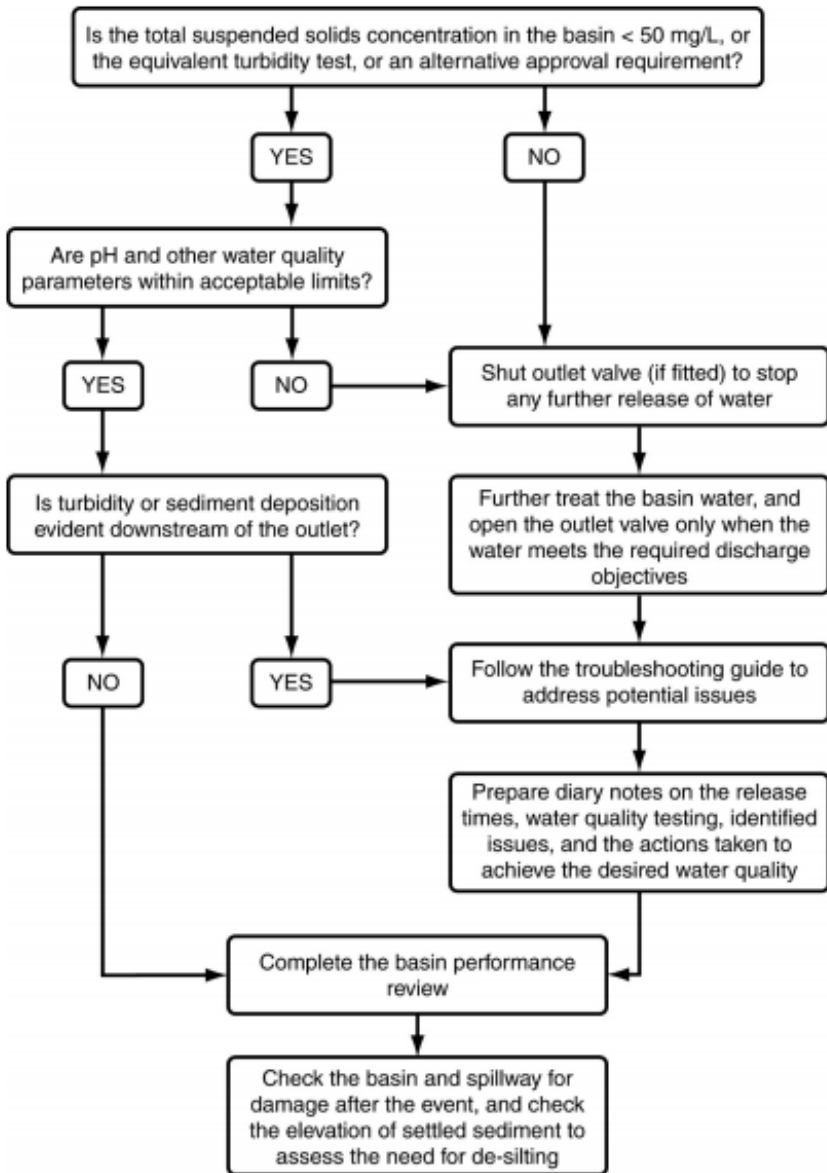 Is the total suspended solids concentration in the basin < 50 mg/L, or
the equivalent turbidity test, or an alternative approval requirement?
YES
NO
Are pH and other water quality
parameters within acceptable limits?
YES
NO
Shut outlet valve (if fitted) to stop
any further release of water
Is turbidity or sediment deposition
evident downstream of the outlet?
Further treat the basin water, and
open the outlet valve only when the
water meets the required discharge
objectives
NO
YES
Follow the troubleshooting guide to
address potential issues
Prepare diary notes on the release
times, water quality testing, identified
issues, and the actions taken to
achieve the desired water quality
Complete the basin performance
review
Check the basin and spillway for
damage after the event, and check
the elevation of settled sediment to
assess the need for de-silting